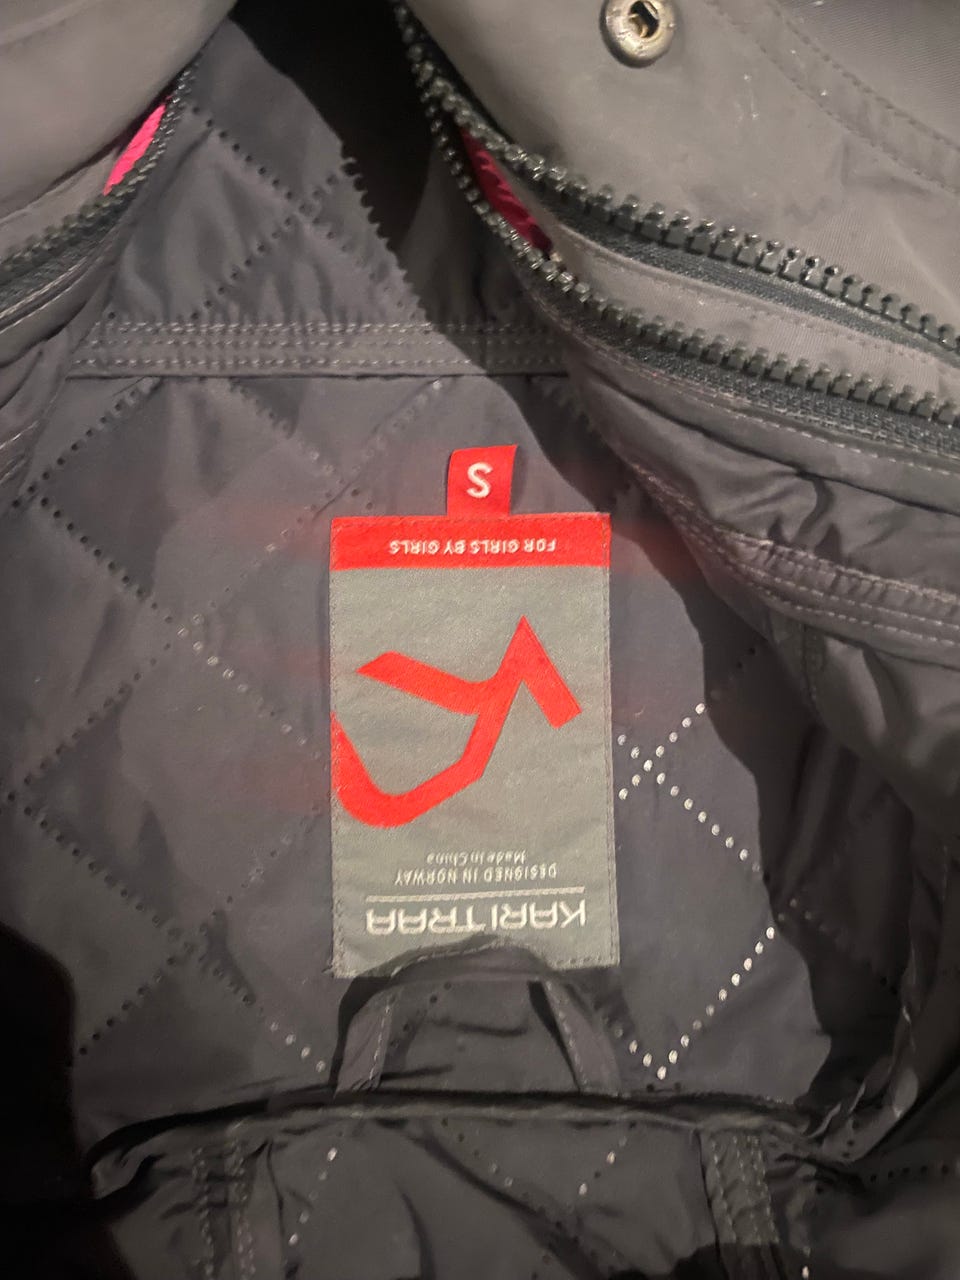 KARI TRAA
DESIGNED IN NORWAY
Made in China
FOR GIRLS BY GIRLS
S